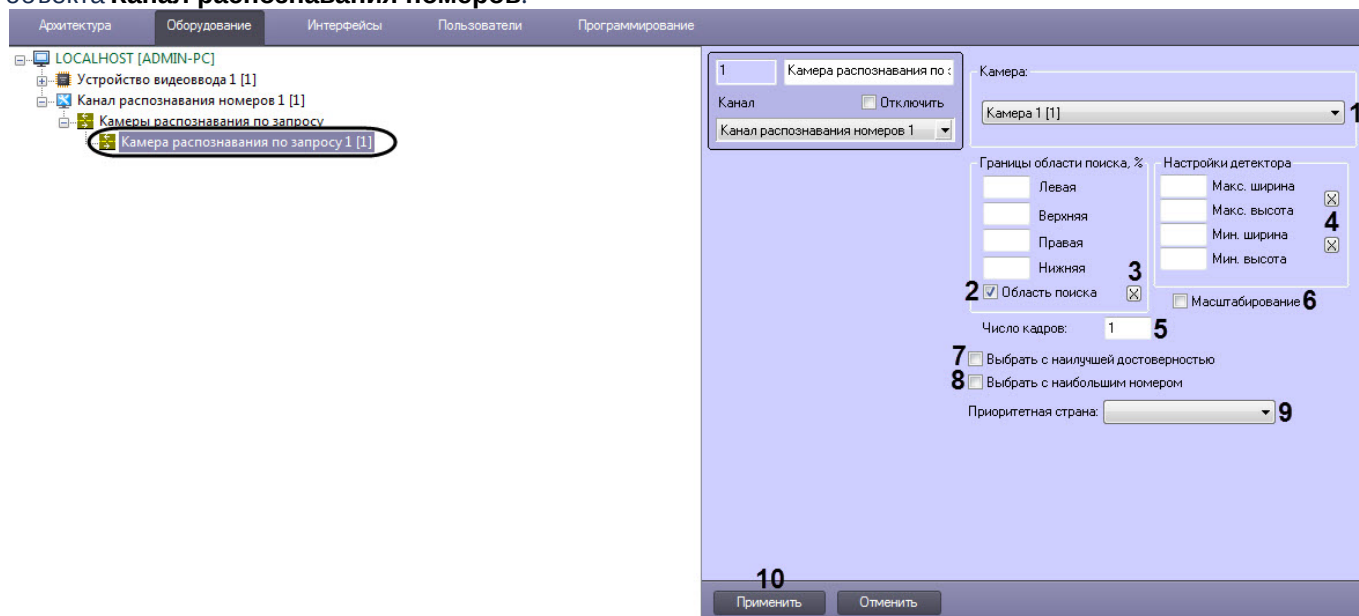 объекта Канал распознавания номеров.
Архитектура Оборудование Интерфейсы Пользователи Программирование
LOCALHOST [ADMIN-PC]
Устройство видеоввода 1 [1]
Канал распознавания номеров 1 [1]
Камеры распознавания по запросу
Камера распознавания по запросу 1 [1]
1 Камера распознавания по
Канал Отключить
Канал распознавания номеров 1
Камера:
Камера 1 [1] 1
Границы области поиска, %
Левая
Верхняя
Правая
Нижняя 3
2 Область поиска
Настройки детектора
Макс. ширина
Макс. высота
4
Мин. ширина
Мин. высота
Масштабирование 6
Число кадров: 1 5
7 Выбрать с наилучшей достоверностью
8 Выбрать с наибольшим номером
Приоритетная страна: 9
10
Применить Отменить